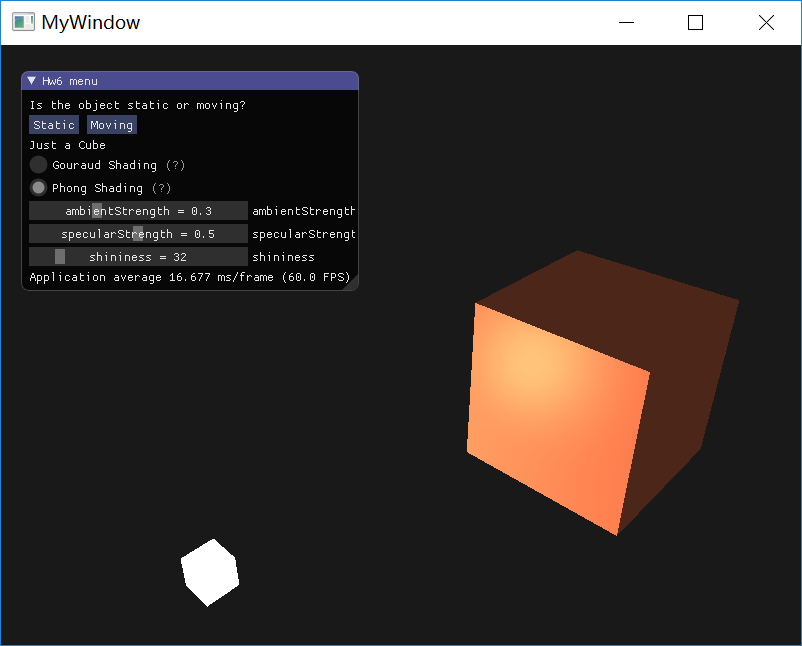 MyWindow
Hw6 menu
Is the object static or moving?
Static Moving
Just a Cube
Gouraud Shading (?)
Phong Shading (?)
ambientStrength = 0.3 ambientStrength
specularStrength = 0.5 specularStrengt
shininess = 32 shininess
Application average 16.677 ms/frame (60.0 FPS)